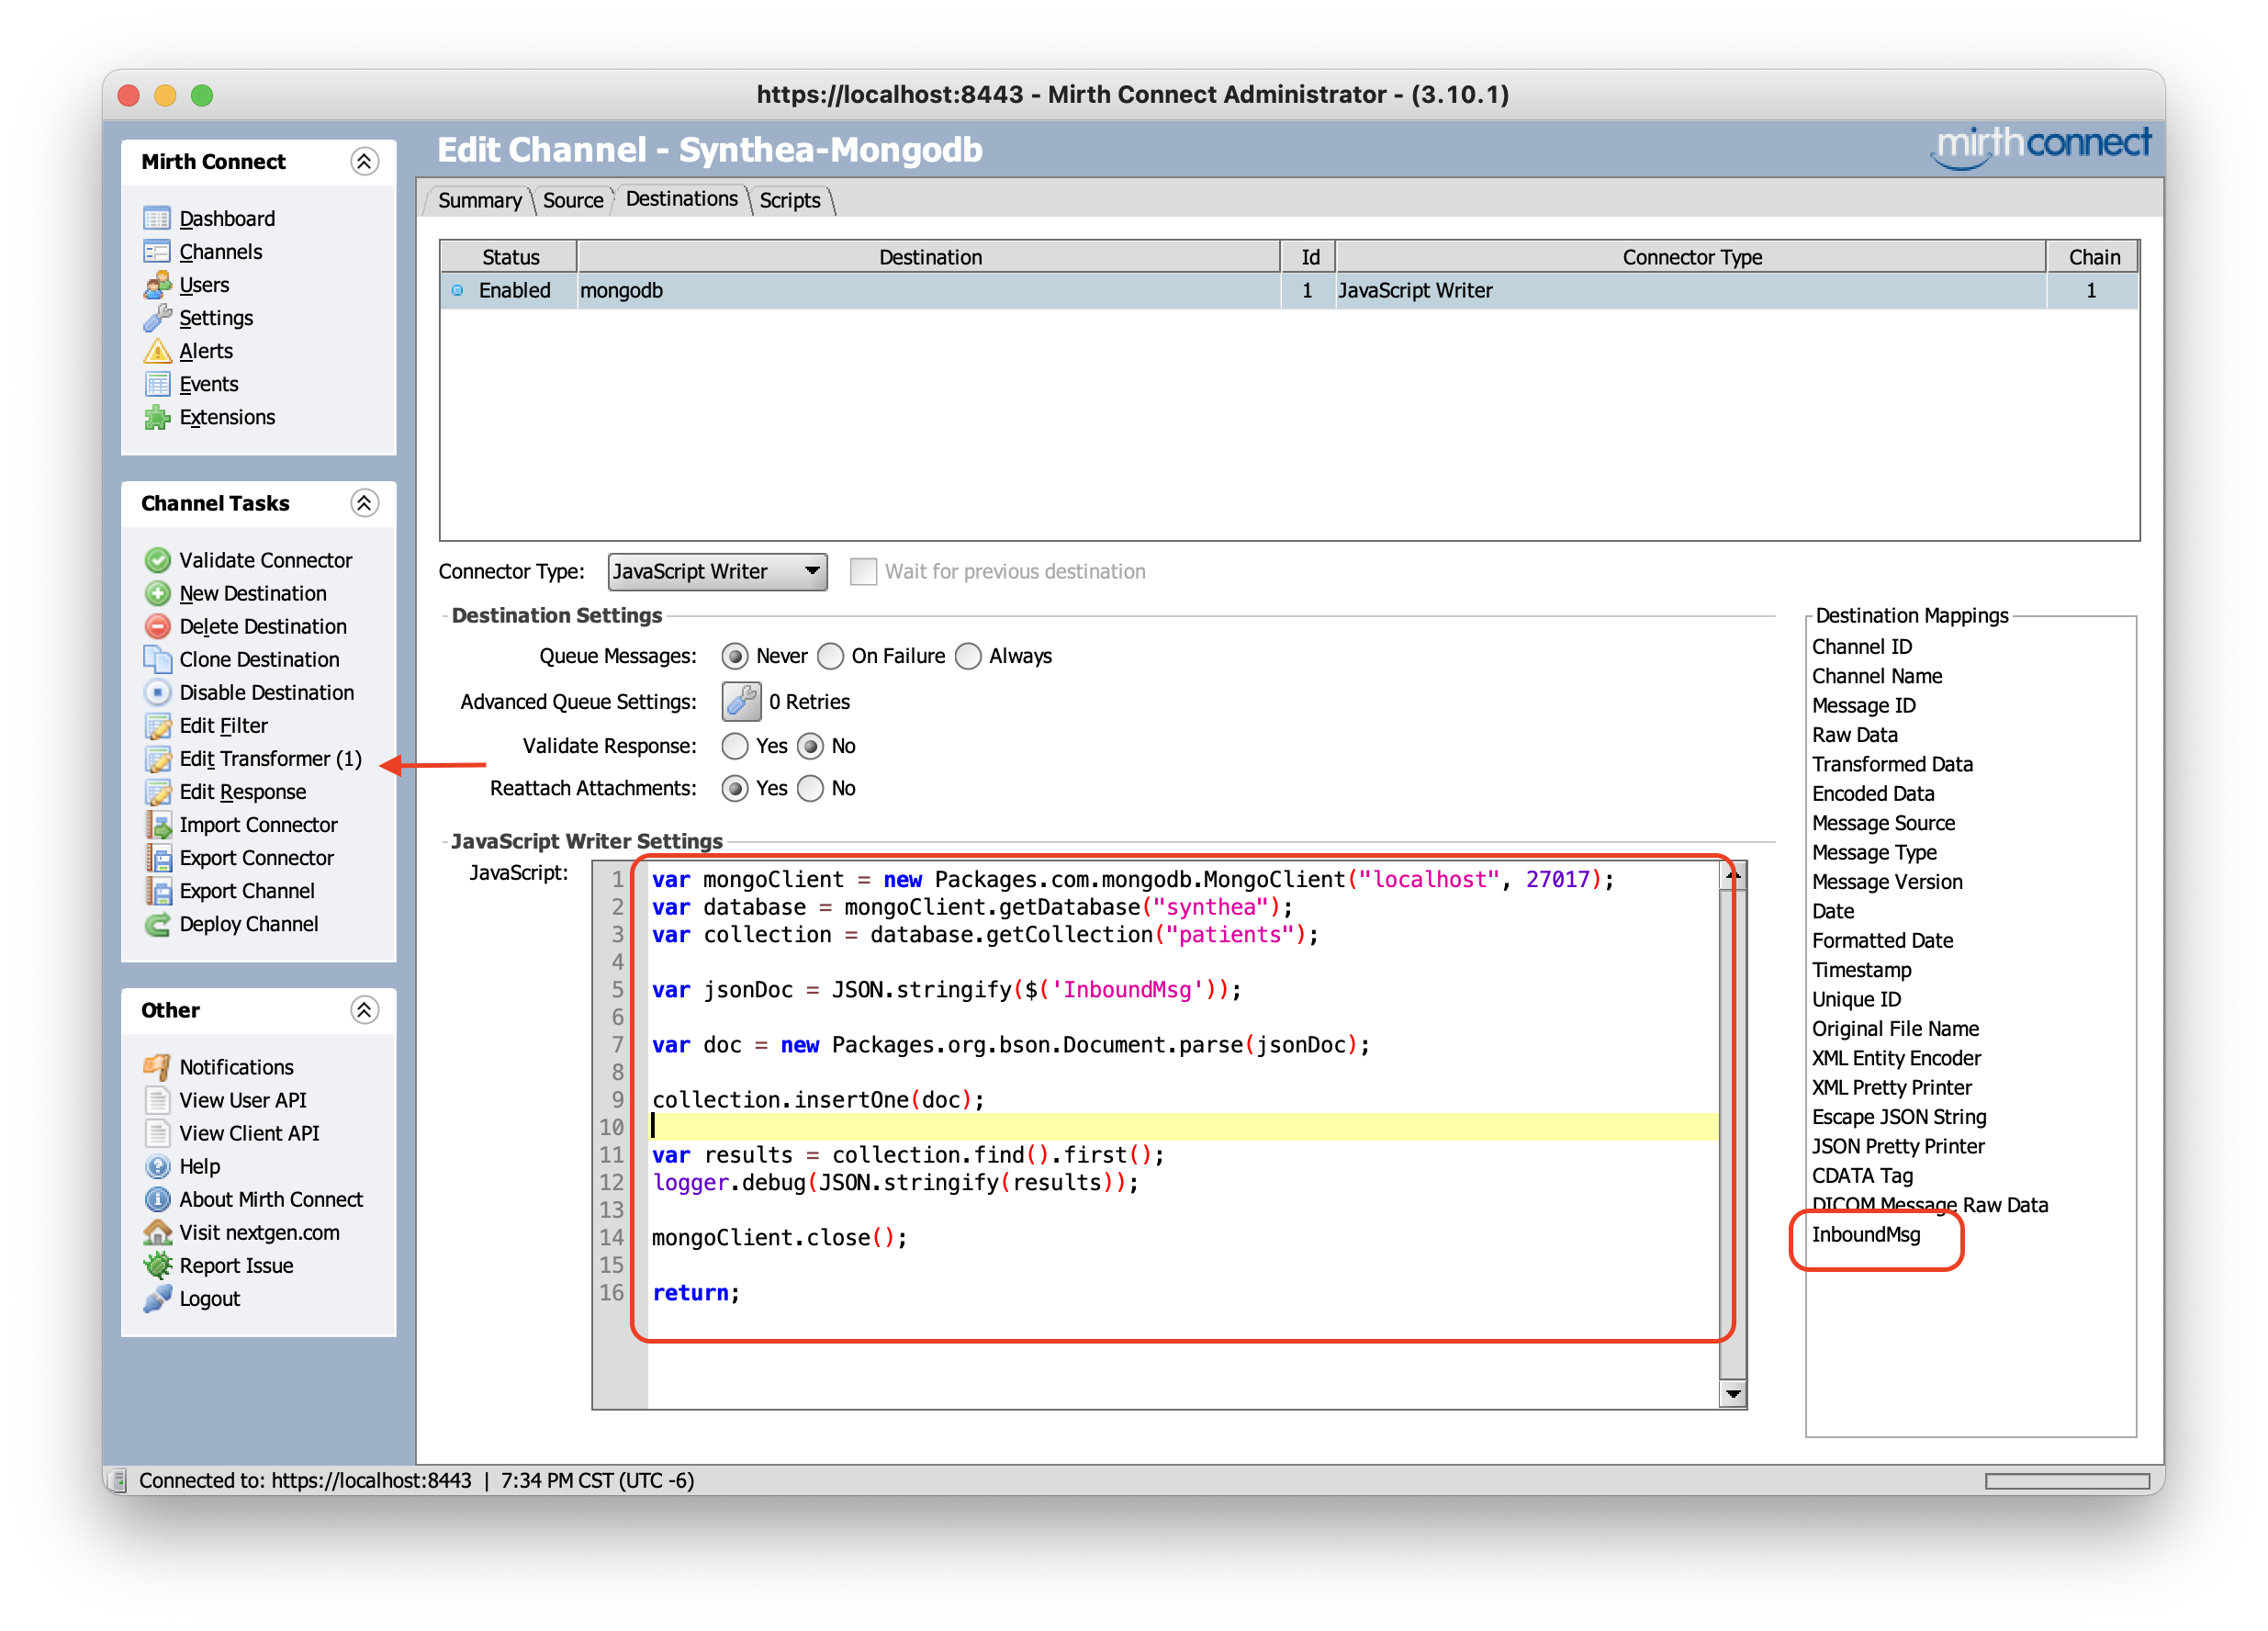 https://localhost:8443 - Mirth Connect Administrator - (3.10.1)
Mirth Connect
Dashboard
Channels
Users
Settings
Alerts
Events
Extensions
Channel Tasks
Validate Connector
New Destination
Delete Destination
Clone Destination
Disable Destination
Edit Filter
Edit Transformer (1)
Edit Response
Import Connector
Export Connector
Export Channel
Deploy Channel
Other
Notifications
View User API
View Client API
Help
About Mirth Connect
Visit nextgen.com
Report Issue
Logout
Edit Channel - Synthea-Mongodb
mirthconnect
Summary Source Destinations Scripts
Status Destination Id Connector Type Chain
Enabled mongodb 1 JavaScript Writer 1
Connector Type: JavaScript Writer Wait for previous destination
Destination Settings
Queue Messages: Never On Failure Always
Advanced Queue Settings: 0 Retries
Validate Response: Yes No
Reattach Attachments: Yes No
JavaScript Writer Settings
JavaScript:
1 var mongoClient = new Packages.com.mongodb.MongoClient("localhost", 27017);
2 var database = mongoClient.getDatabase("synthea");
3 var collection = database.getCollection("patients");
4
5 var jsonDoc = JSON.stringify($('InboundMsg'));
6
7 var doc = new Packages.org.bson.Document.parse(jsonDoc);
8
9 collection.insertOne(doc);
10
11 var results = collection.find().first();
12 logger.debug(JSON.stringify(results));
13
14 mongoClient.close();
15
16 return;
Destination Mappings
Channel ID
Channel Name
Message ID
Raw Data
Transformed Data
Encoded Data
Message Source
Message Type
Message Version
Date
Formatted Date
Timestamp
Unique ID
Original File Name
XML Entity Encoder
XML Pretty Printer
Escape JSON String
JSON Pretty Printer
CDATA Tag
DICOM Message Raw Data
InboundMsg
Connected to: https://localhost:8443 | 7:34 PM CST (UTC -6)